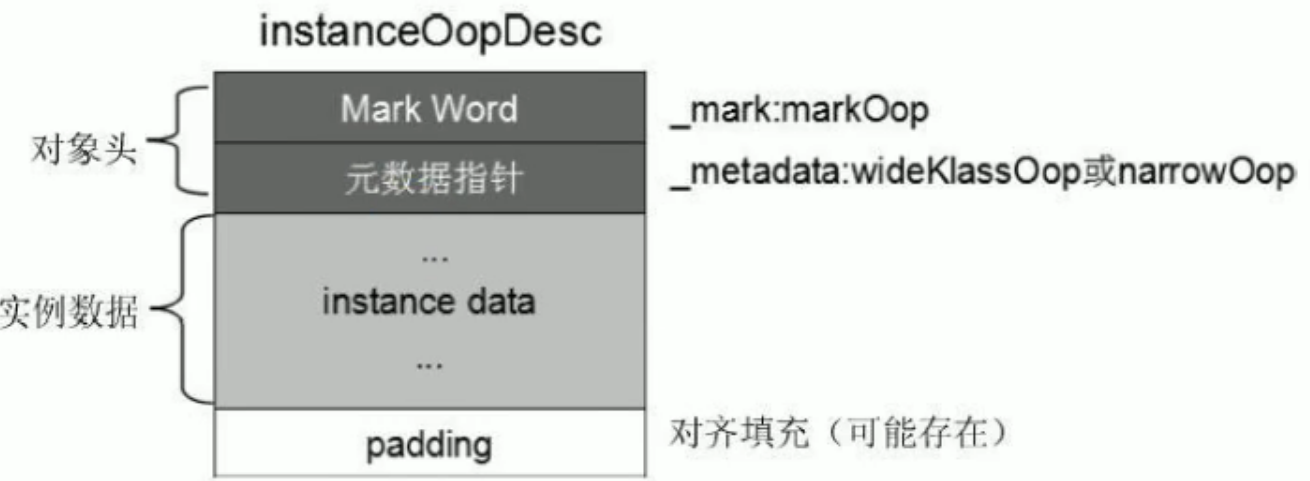 instanceOopDesc
对象头
Mark Word
_mark:markOop
元数据指针
_metadata:wideKlassOop或narrowOop
实例数据
...
instance data
...
padding
对齐填充（可能存在）